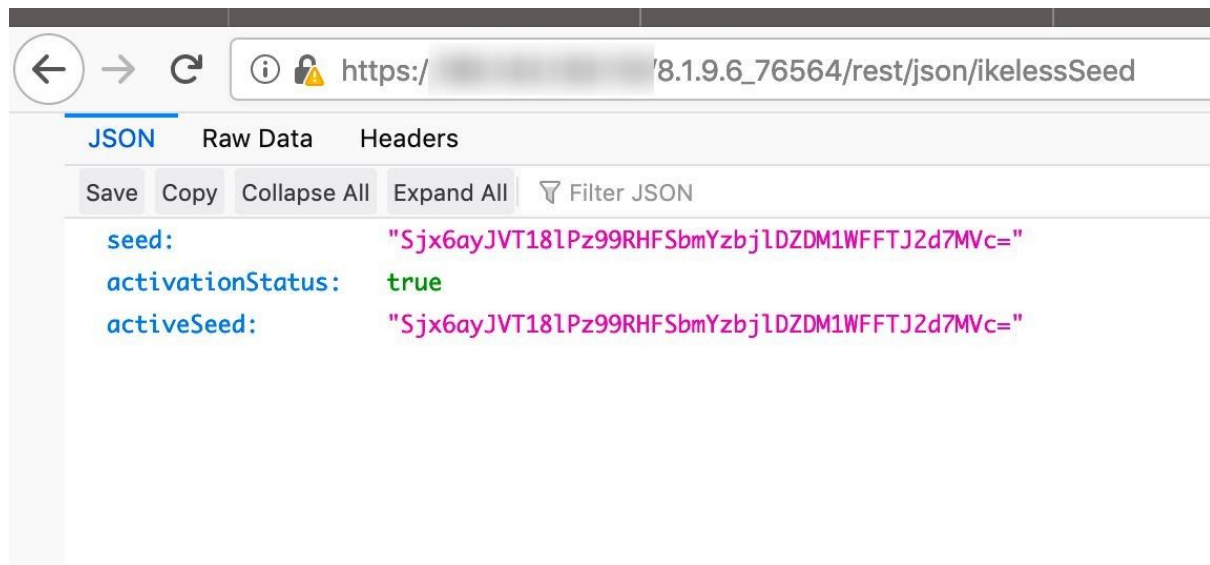 https:/ /8.1.9.6_76564/rest/json/ikelessSeed
JSON Raw Data Headers
Save Copy Collapse All Expand All Filter JSON
seed: "Sjx6ayJVT18lPz99RHFSbmYzbjlDZDM1WFFTJ2d7MVc="
activationStatus: true
activeSeed: "Sjx6ayJVT18lPz99RHFSbmYzbjlDZDM1WFFTJ2d7MVc="